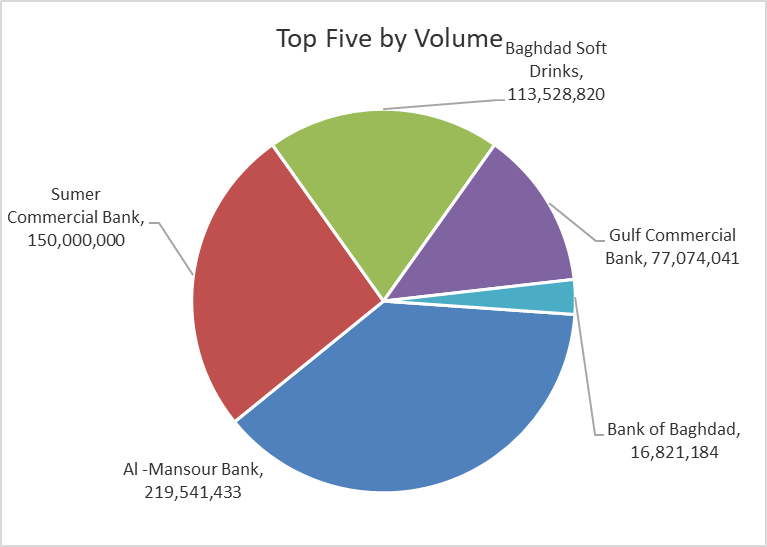 Top Five by Volume
Baghdad Soft
Drinks,
113,528,820
Sumer
Commercial Bank,
150,000,000
Gulf Commercial
Bank, 77,074,041
Bank of Baghdad,
16,821,184
Al -Mansour Bank,
219,541,433